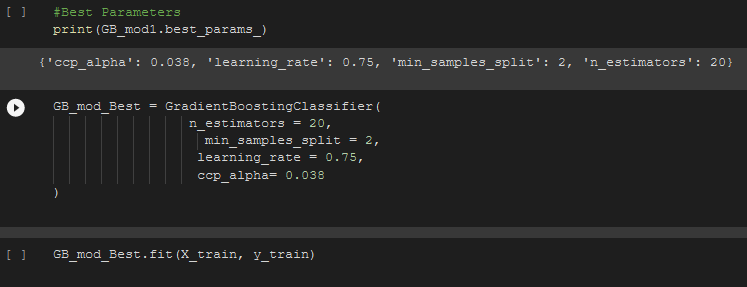 [ ] #Best Parameters
print(GB_mod1.best_params_)
{'ccp_alpha': 0.038, 'learning_rate': 0.75, 'min_samples_split': 2, 'n_estimators': 20}
GB_mod_Best = GradientBoostingClassifier(
n_estimators = 20,
min_samples_split = 2,
learning_rate = 0.75,
ccp_alpha= 0.038
)
[ ] GB_mod_Best.fit(X_train, y_train)